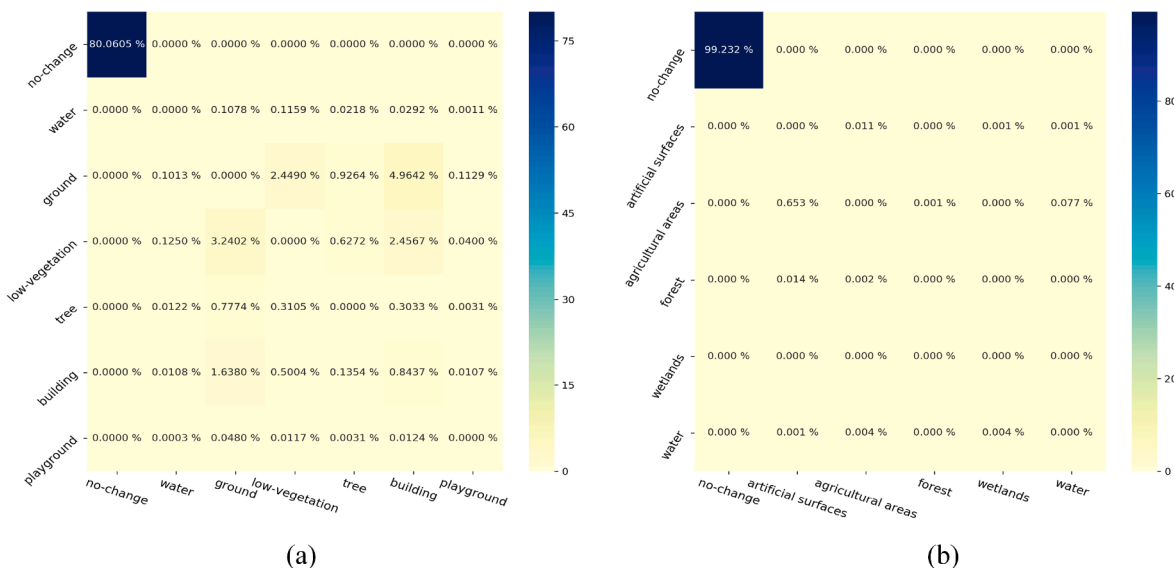 no-change 80.0605 % 0.0000 % 0.0000 % 0.0000 % 0.0000 % 0.0000 % 0.0000 %
water 0.0000 % 0.0000 % 0.1078 % 0.1159 % 0.0218 % 0.0292 % 0.0011 %
ground 0.0000 % 0.1013 % 0.0000 % 2.4490 % 0.9264 % 4.9642 % 0.1129 %
low-vegetation 0.0000 % 0.1250 % 3.2402 % 0.0000 % 0.6272 % 2.4567 % 0.0400 %
tree 0.0000 % 0.0122 % 0.7774 % 0.3105 % 0.0000 % 0.3033 % 0.0031 %
building 0.0000 % 0.0108 % 1.6380 % 0.5004 % 0.1354 % 0.8437 % 0.0107 %
playground 0.0000 % 0.0003 % 0.0480 % 0.0117 % 0.0031 % 0.0124 % 0.0000 %
no-change water ground low-vegetation tree building playground
75
60
45
30
15
0
(a)
no-change 99.232 % 0.000 % 0.000 % 0.000 % 0.000 % 0.000 %
artificial surfaces 0.000 % 0.000 % 0.011 % 0.000 % 0.001 % 0.001 %
agricultural areas 0.000 % 0.653 % 0.000 % 0.001 % 0.000 % 0.077 %
forest 0.000 % 0.014 % 0.002 % 0.000 % 0.000 % 0.000 %
wetlands 0.000 % 0.000 % 0.000 % 0.000 % 0.000 % 0.000 %
water 0.000 % 0.001 % 0.004 % 0.000 % 0.004 % 0.000 %
no-change artificial surfaces agricultural areas forest wetlands water
80
60
40
20
0
(b)